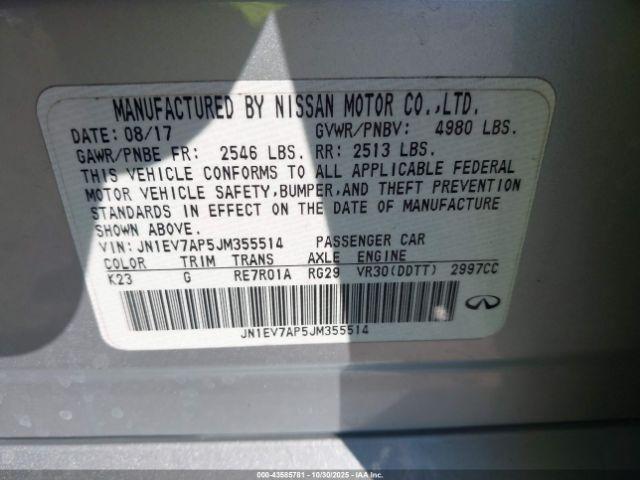 MANUFACTURED BY NISSAN MOTOR CO.,LTD.
DATE: 08/17 GVWR/PNBV: 4980 LBS.
GAWR/PNBE FR: 2546 LBS. RR: 2513 LBS.
THIS VEHICLE CONFORMS TO ALL APPLICABLE FEDERAL
MOTOR VEHICLE SAFETY,BUMPER,AND THEFT PREVENTION
STANDARDS IN EFFECT ON THE DATE OF MANUFACTURE
SHOWN ABOVE.
VIN: JN1EV7AP5JM355514 PASSENGER CAR
COLOR TRIM TRANS AXLE ENGINE
K23 G RE7R01A RG29 VR30(DDTT) 2997CC
JN1EV7AP5JM355514
000-43585781 - 10/30/2025 - IAA, Inc.